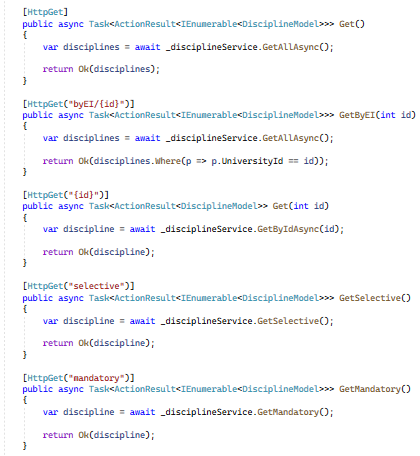 [HttpGet]
public async Task<ActionResult<IEnumerable<DisciplineModel>>> Get()
{
var disciplines = await _disciplineService.GetAllAsync();
return Ok(disciplines);
}
[HttpGet("byEI/{id}")]
public async Task<ActionResult<IEnumerable<DisciplineModel>>> GetByEI(int id)
{
var disciplines = await _disciplineService.GetAllAsync();
return Ok(disciplines.Where(p => p.UniversityId == id));
}
[HttpGet("{id}")]
public async Task<ActionResult<DisciplineModel>> Get(int id)
{
var discipline = await _disciplineService.GetByIdAsync(id);
return Ok(discipline);
}
[HttpGet("selective")]
public async Task<ActionResult<IEnumerable<DisciplineModel>>> GetSelective()
{
var discipline = await _disciplineService.GetSelective();
return Ok(discipline);
}
[HttpGet("mandatory")]
public async Task<ActionResult<IEnumerable<DisciplineModel>>> GetMandatory()
{
var discipline = await _disciplineService.GetMandatory();
return Ok(discipline);
}